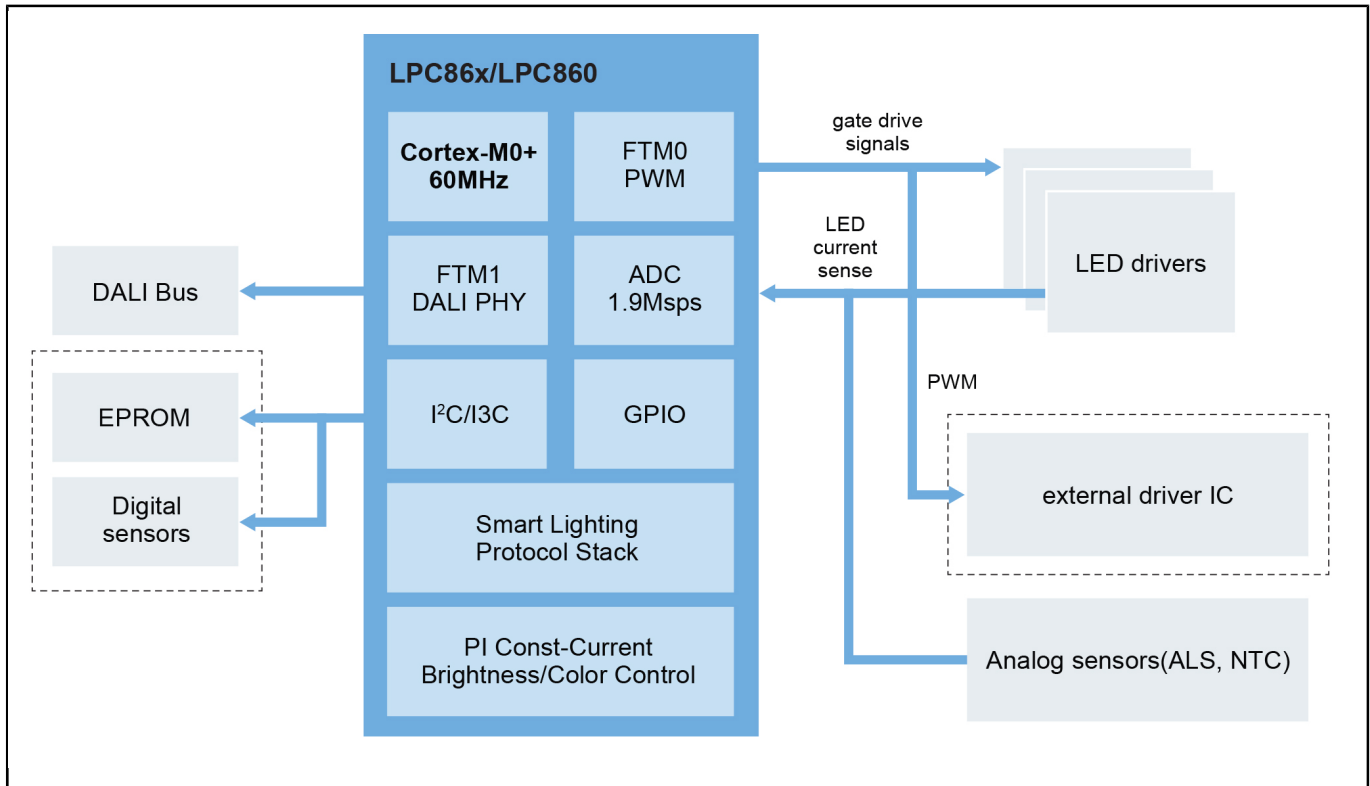 LPC86x/LPC860
Cortex-M0+
60MHz
FTM0
PWM
FTM1
DALI PHY
ADC
1.9Msps
I²C/I3C
GPIO
Smart Lighting
Protocol Stack
PI Const-Current
Brightness/Color Control
DALI Bus
EPROM
Digital
sensors
gate drive
signals
LED
current
sense
LED drivers
PWM
external driver IC
Analog sensors(ALS, NTC)